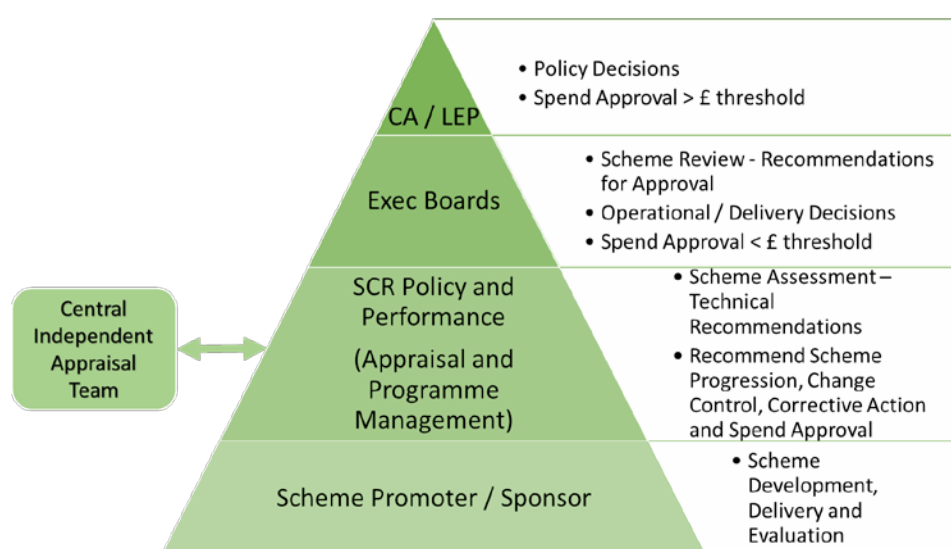 CA / LEP
• Policy Decisions
• Spend Approval > £ threshold
Exec Boards
• Scheme Review - Recommendations
for Approval
• Operational / Delivery Decisions
• Spend Approval < £ threshold
Central
Independent
Appraisal
Team
SCR Policy and
Performance
(Appraisal and
Programme
Management)
• Scheme Assessment –
Technical
Recommendations
• Recommend Scheme
Progression, Change
Control, Corrective Action
and Spend Approval
Scheme Promoter / Sponsor
• Scheme
Development,
Delivery and
Evaluation